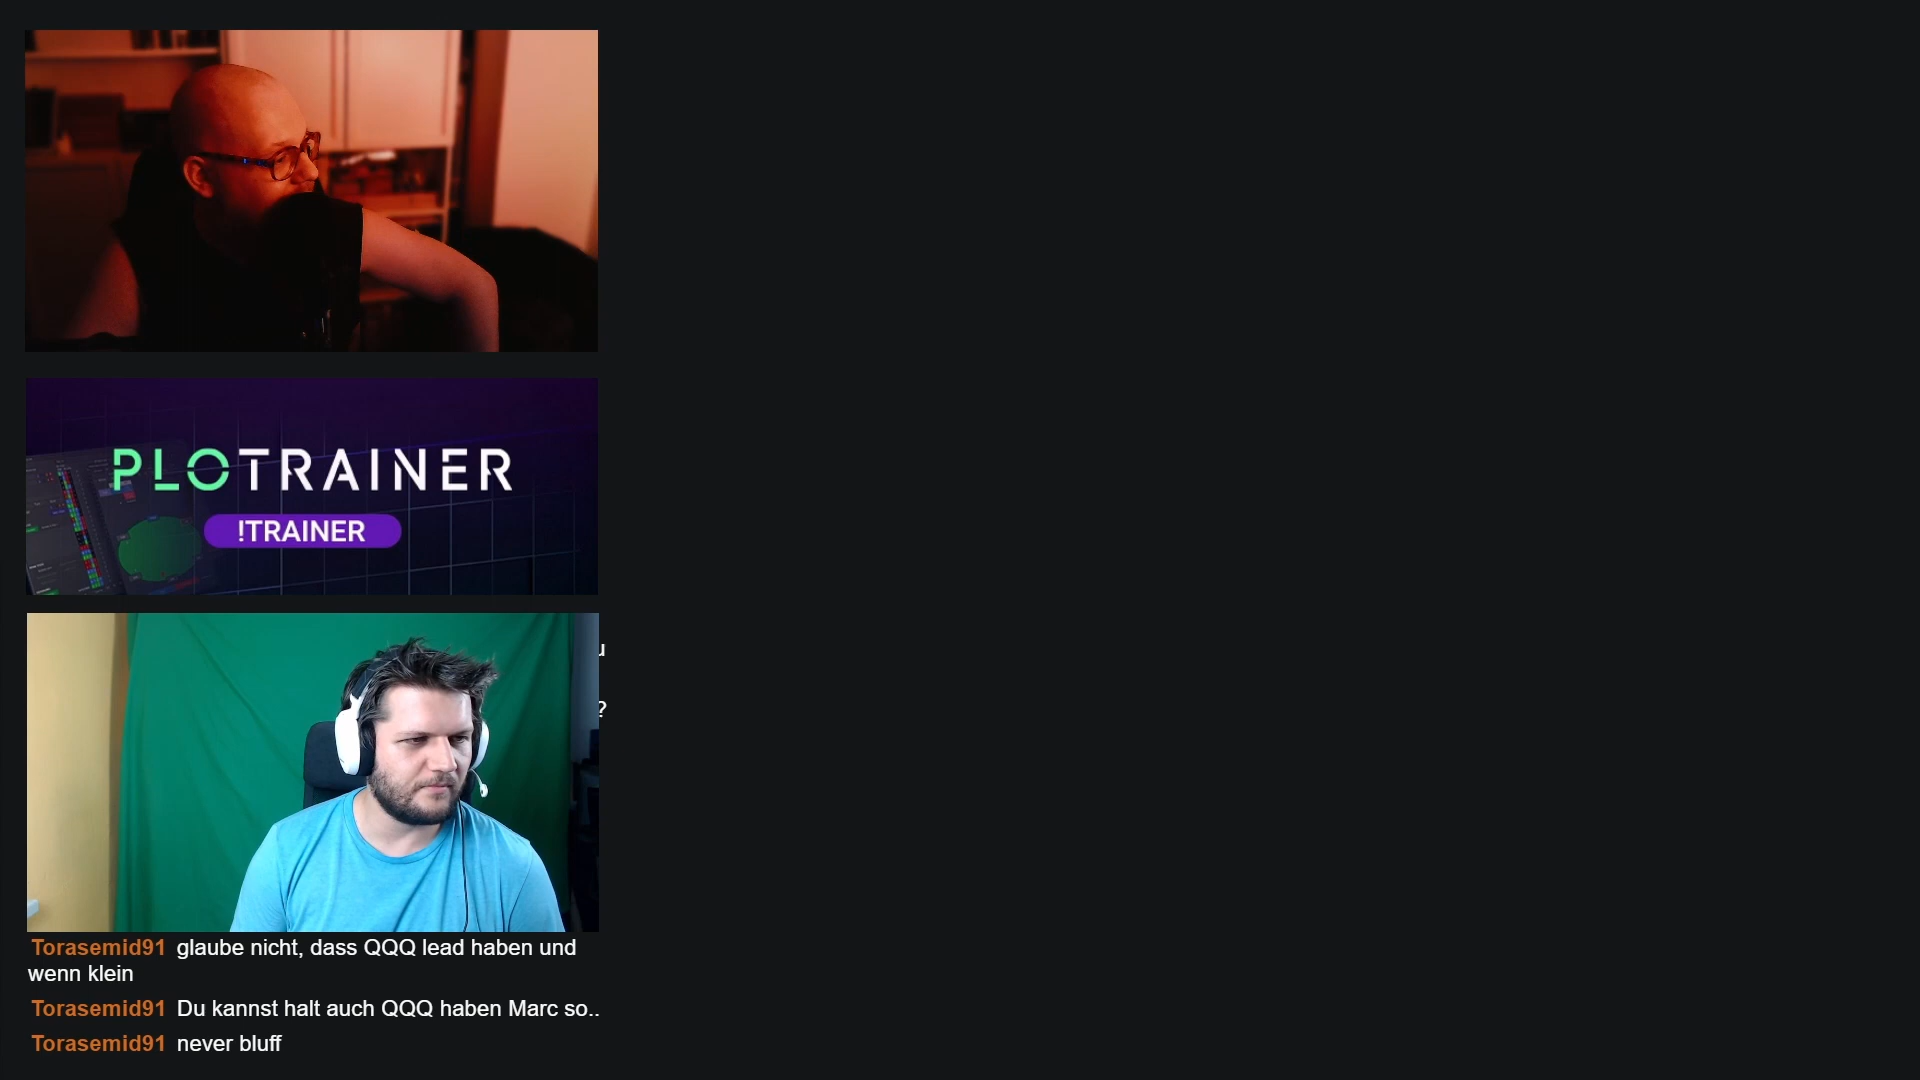 PLOTRAINER
!TRAINER
u
?
Torasemid91 glaube nicht, dass QQQ lead haben und
wenn klein
Torasemid91 Du kannst halt auch QQQ haben Marc so..
Torasemid91 never bluff